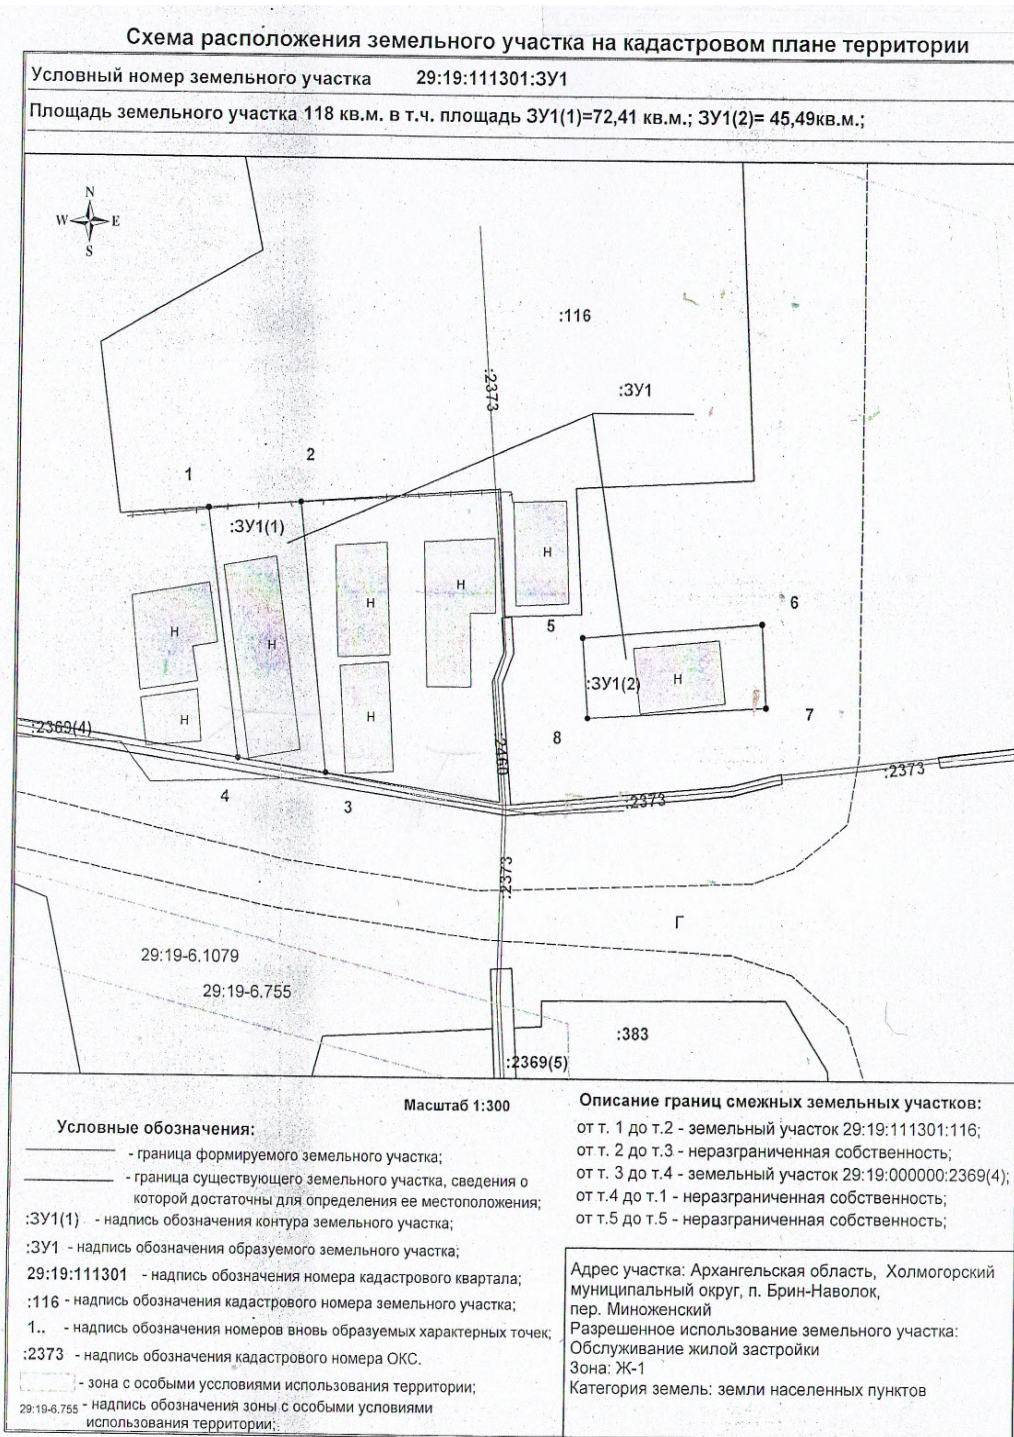 Схема расположения земельного участка на кадастровом плане территории
Условный номер земельного участка 29:19:111301:ЗУ1
Площадь земельного участка 118 кв.м. в т.ч. площадь ЗУ1(1)=72,41 кв.м.; ЗУ1(2)= 45,49кв.м.;
N
W E
S
:116
:2373
:ЗУ1
2
1
:ЗУ1(1)
Н
Н
Н
Н
Н
6
5
Н
Н
:ЗУ1(2)
7
Н
Н
:2369(4)
8
:2460
:2373
4
3
:2373
:2373
Г
29:19-6.1079
29:19-6.755
:383
:2369(5)
Масштаб 1:300
Условные обозначения:
- граница формируемого земельного участка;
- граница существующего земельного участка, сведения о
которой достаточны для определения ее местоположения;
:ЗУ1(1) - надпись обозначения контура земельного участка;
:ЗУ1 - надпись обозначения образуемого земельного участка;
29:19:111301 - надпись обозначения номера кадастрового квартала;
:116 - надпись обозначения кадастрового номера земельного участка;
1.. - надпись обозначения номеров вновь образуемых характерных точек;
:2373 - надпись обозначения кадастрового номера ОКС.
- зона с особыми уссловиями использования территории;
29:19-6.755 - надпись обозначения зоны с особыми условиями
использования территории;
Описание границ смежных земельных участков:
от т. 1 до т.2 - земельный участок 29:19:111301:116;
от т. 2 до т.3 - неразграниченная собственность;
от т. 3 до т.4 - земельный участок 29:19:000000:2369(4);
от т.4 до т.1 - неразграниченная собственность;
от т.5 до т.5 - неразграниченная собственность;
Адрес участка: Архангельская область, Холмогорский
муниципальный округ, п. Брин-Наволок,
пер. Миноженский
Разрешенное использование земельного участка:
Обслуживание жилой застройки
Зона: Ж-1
Категория земель: земли населенных пунктов